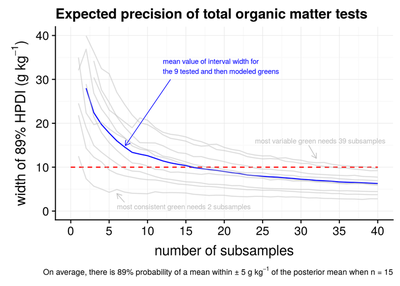 Expected precision of total organic matter tests
width of 89% HPDI (g kg⁻¹)
40
30
20
10
0
mean value of interval width for
the 9 tested and then modeled greens
most variable green needs 39 subsamples
most consistent green needs 2 subsamples
0 5 10 15 20 25 30 35 40
number of subsamples
On average, there is 89% probability of a mean within ± 5 g kg⁻¹ of the posterior mean when n = 15